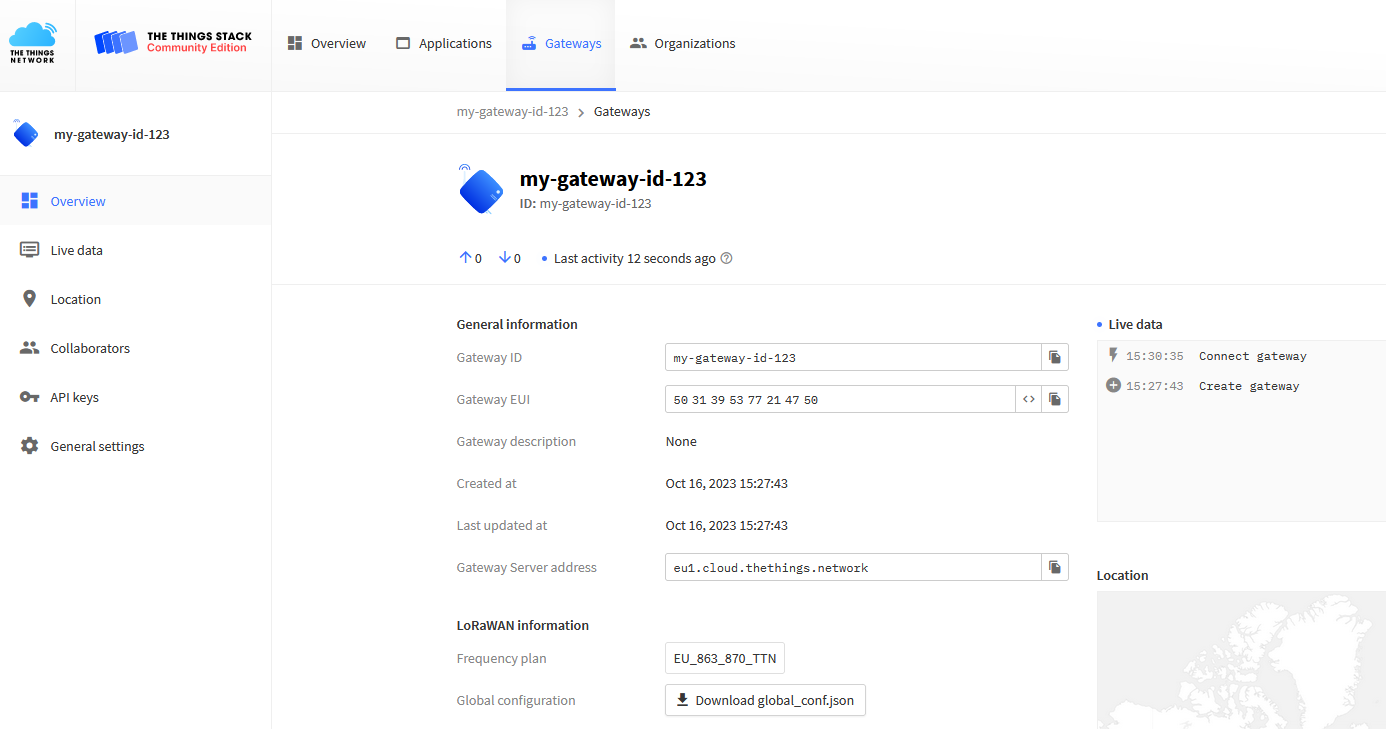 THE THINGS
NETWORK
THE THINGS STACK
Community Edition
Overview
Applications
Gateways
Organizations
my-gateway-id-123
Overview
Live data
Location
Collaborators
API keys
General settings
my-gateway-id-123 > Gateways
my-gateway-id-123
ID: my-gateway-id-123
↑ 0 ↓ 0 • Last activity 12 seconds ago ?
General information
Gateway ID my-gateway-id-123
Gateway EUI 50 31 39 53 77 21 47 50 <>
Gateway description None
Created at Oct 16, 2023 15:27:43
Last updated at Oct 16, 2023 15:27:43
Gateway Server address eu1.cloud.thethings.network
LoRaWAN information
Frequency plan EU_863_870_TTN
Global configuration Download global_conf.json
• Live data
15:30:35 Connect gateway
15:27:43 Create gateway
Location